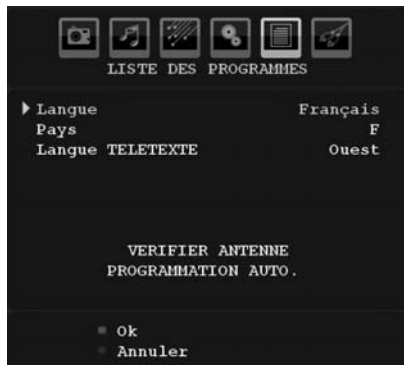 LISTE DES PROGRAMMES
Langue Français
Pays F
Langue TELETEXTE Ouest
VERIFIER ANTENNE
PROGRAMMATION AUTO.
Ok
Annuler